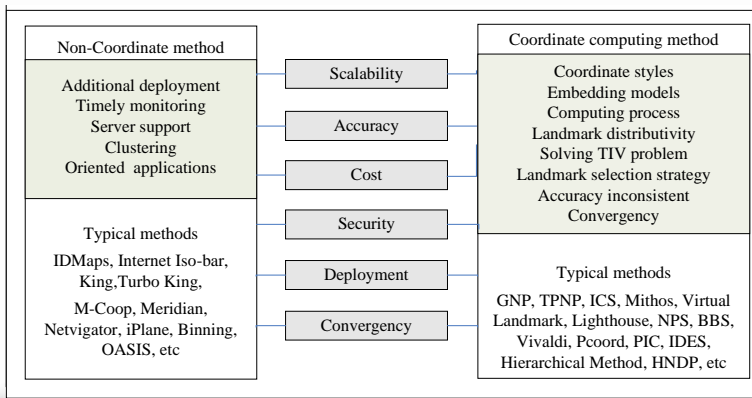 Non-Coordinate method
Additional deployment
Timely monitoring
Server support
Clustering
Oriented applications
Typical methods
IDMaps, Internet Iso-bar,
King,Turbo King,
M-Coop, Meridian,
Netvigator, iPlane, Binning,
OASIS, etc
Scalability
Accuracy
Cost
Security
Deployment
Convergency
Coordinate computing method
Coordinate styles
Embedding models
Computing process
Landmark distributivity
Solving TIV problem
Landmark selection strategy
Accuracy inconsistent
Convergency
Typical methods
GNP, TPNP, ICS, Mithos, Virtual
Landmark, Lighthouse, NPS, BBS,
Vivaldi, Pcoord, PIC, IDES,
Hierarchical Method, HNDP, etc